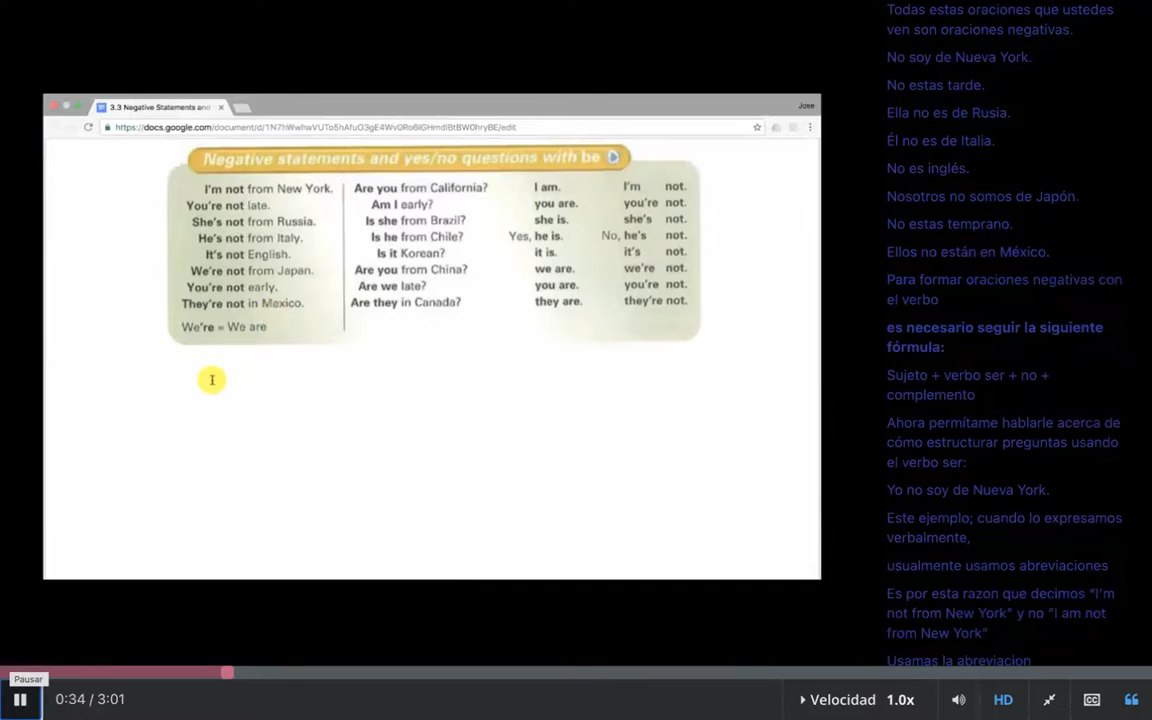 3.3 Negative Statements and
Jose
https://docs.google.com/document/d/1N7hWwhwVUTo5hAfuO3gE4Wv0Ro6lGHmdiBtBW0hryBE/edit
Negative statements and yes/no questions with be
I'm not from New York.
You're not late.
She's not from Russia.
He's not from Italy.
It's not English.
We're not from Japan.
You're not early.
They're not in Mexico.
We're = We are
Are you from California?
Am I early?
Is she from Brazil?
Is he from Chile?
Is it Korean?
Are you from China?
Are we late?
Are they in Canada?
I am.
you are.
she is.
Yes, he is.
it is.
we are.
you are.
they are.
I'm not.
you're not.
she's not.
No, he's not.
it's not.
we're not.
you're not.
they're not.
Todas estas oraciones que ustedes
ven son oraciones negativas.
No soy de Nueva York.
No estas tarde.
Ella no es de Rusia.
Él no es de Italia.
No es inglés.
Nosotros no somos de Japón.
No estas temprano.
Ellos no están en México.
Para formar oraciones negativas con
el verbo
es necesario seguir la siguiente
fórmula:
Sujeto + verbo ser + no +
complemento
Ahora permítame hablarle acerca de
cómo estructurar preguntas usando
el verbo ser:
Yo no soy de Nueva York.
Este ejemplo; cuando lo expresamos
verbalmente,
usualmente usamos abreviaciones
Es por esta razon que decimos "I'm
not from New York" y no "I am not
from New York"
Usamas la abreviacion
Pausar
0:34 / 3:01
Velocidad 1.0x
HD
CC